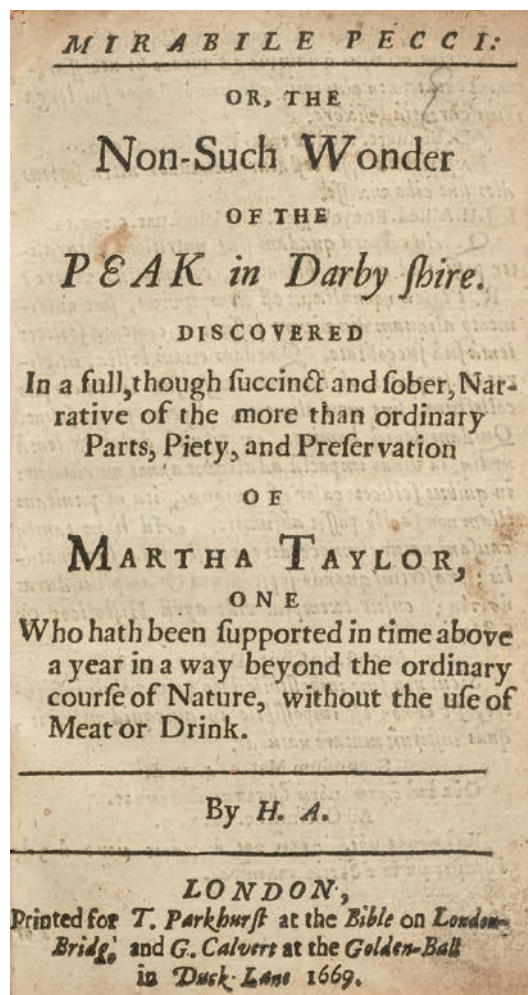 MIRABILE PECCI:
OR, THE
Non-Such Wonder
OF THE
PEAK in Darby ſhire.
DISCOVERED
In a full, though ſuccinct and ſober, Nar-
rative of the more than ordinary
Parts, Piety, and Preſervation
OF
MARTHA TAYLOR,
ONE
Who hath been ſupported in time above
a year in a way beyond the ordinary
courſe of Nature, without the uſe of
Meat or Drink.
By H. A.
LONDON,
Printed for T. Parkhurſt at the Bible on London-
Bridg, and G. Calvert at the Golden-Ball
in Duck-Lane 1669.